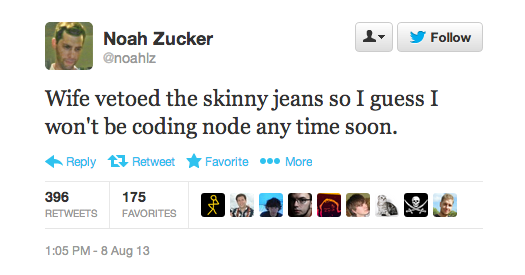 Noah Zucker
@noahlz
Follow
Wife vetoed the skinny jeans so I guess I
won't be coding node any time soon.
Reply Retweet Favorite More
396 175
RETWEETS FAVORITES
1:05 PM - 8 Aug 13